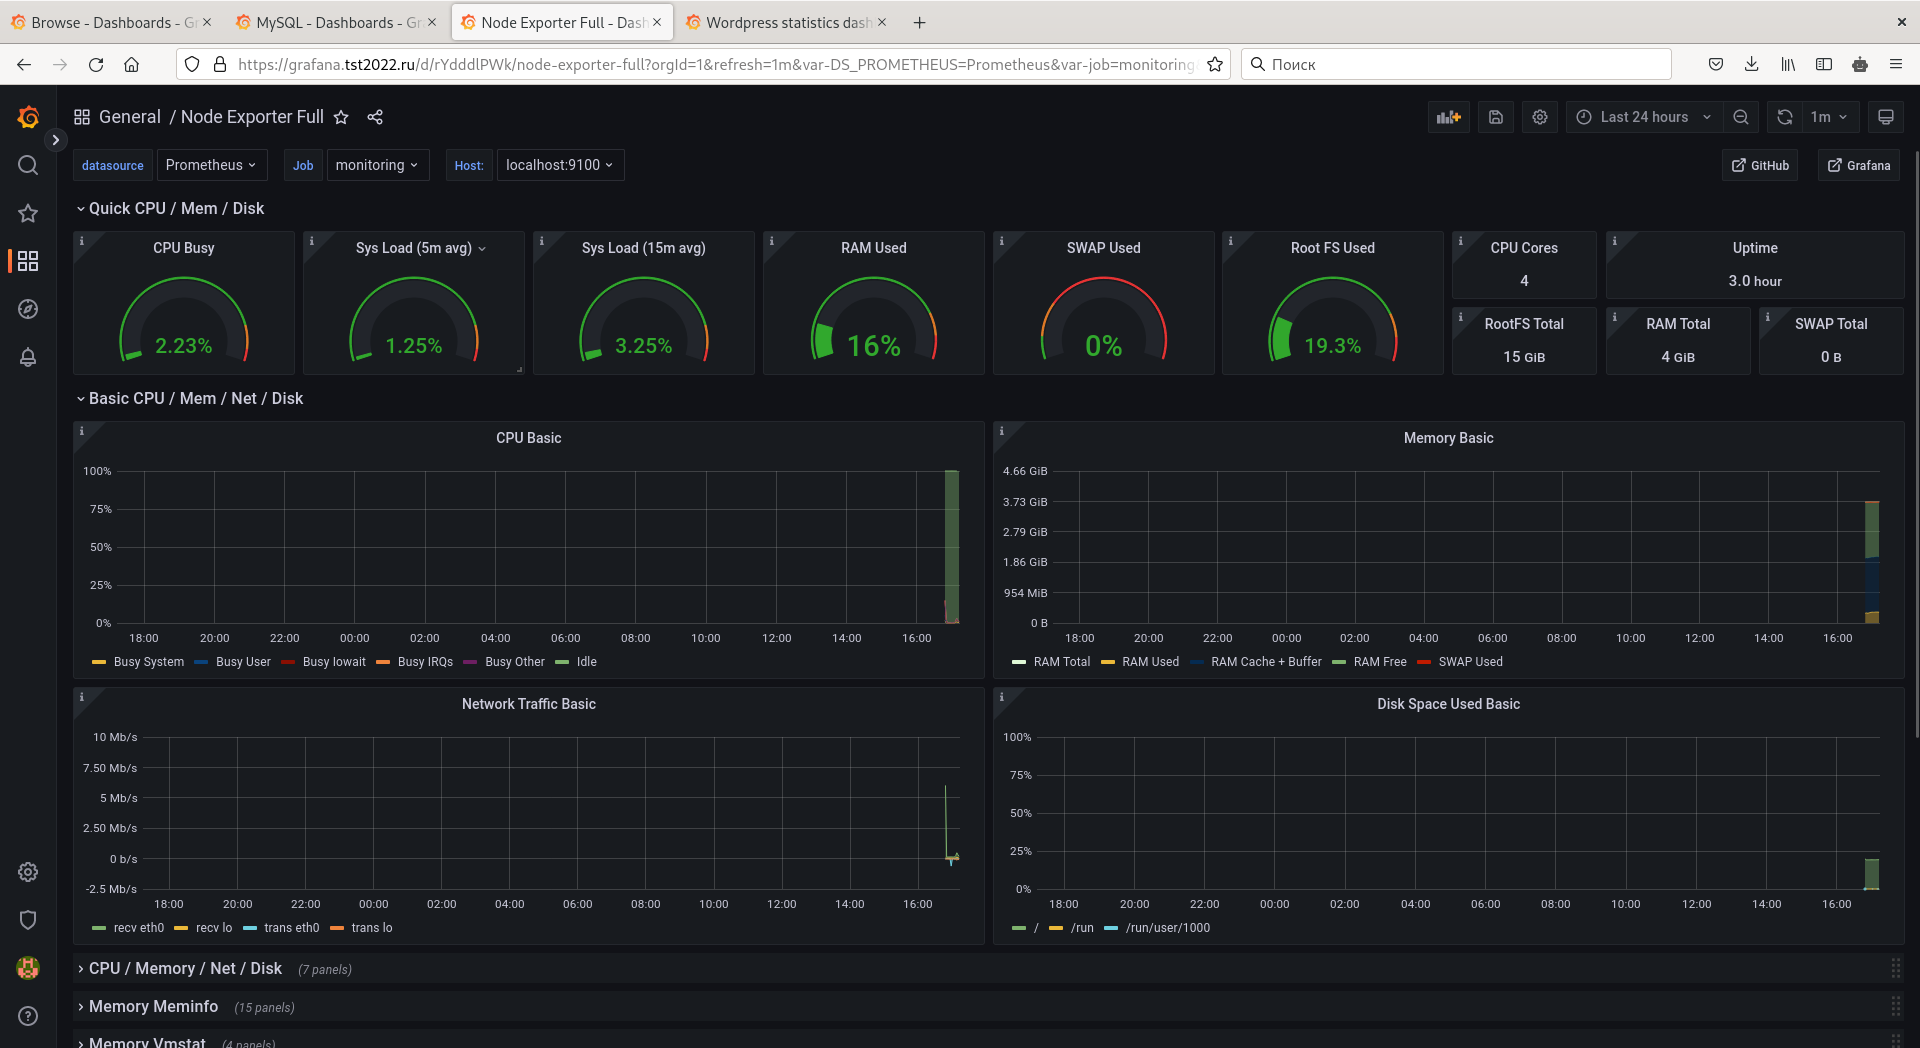 Browse - Dashboards - Gr
MySQL - Dashboards - Gr
Node Exporter Full - Dash
Wordpress statistics dash
https://grafana.tst2022.ru/d/rYdddlPWk/node-exporter-full?orgId=1&refresh=1m&var-DS_PROMETHEUS=Prometheus&var-job=monitoring
Поиск
General / Node Exporter Full
Last 24 hours
1m
datasource Prometheus
Job monitoring
Host: localhost:9100
GitHub
Grafana
Quick CPU / Mem / Disk
CPU Busy
2.23%
Sys Load (5m avg)
1.25%
Sys Load (15m avg)
3.25%
RAM Used
16%
SWAP Used
0%
Root FS Used
19.3%
CPU Cores
4
Uptime
3.0 hour
RootFS Total
15 GiB
RAM Total
4 GiB
SWAP Total
0 B
Basic CPU / Mem / Net / Disk
CPU Basic
100%
75%
50%
25%
0%
18:00 20:00 22:00 00:00 02:00 04:00 06:00 08:00 10:00 12:00 14:00 16:00
Busy System Busy User Busy Iowait Busy IRQs Busy Other Idle
Memory Basic
4.66 GiB
3.73 GiB
2.79 GiB
1.86 GiB
954 MiB
0 B
18:00 20:00 22:00 00:00 02:00 04:00 06:00 08:00 10:00 12:00 14:00 16:00
RAM Total RAM Used RAM Cache + Buffer RAM Free SWAP Used
Network Traffic Basic
10 Mb/s
7.50 Mb/s
5 Mb/s
2.50 Mb/s
0 b/s
-2.5 Mb/s
18:00 20:00 22:00 00:00 02:00 04:00 06:00 08:00 10:00 12:00 14:00 16:00
recv eth0 recv lo trans eth0 trans lo
Disk Space Used Basic
100%
75%
50%
25%
0%
18:00 20:00 22:00 00:00 02:00 04:00 06:00 08:00 10:00 12:00 14:00 16:00
/ /run /run/user/1000
CPU / Memory / Net / Disk (7 panels)
Memory Meminfo (15 panels)
Memory Vmstat (4 panels)